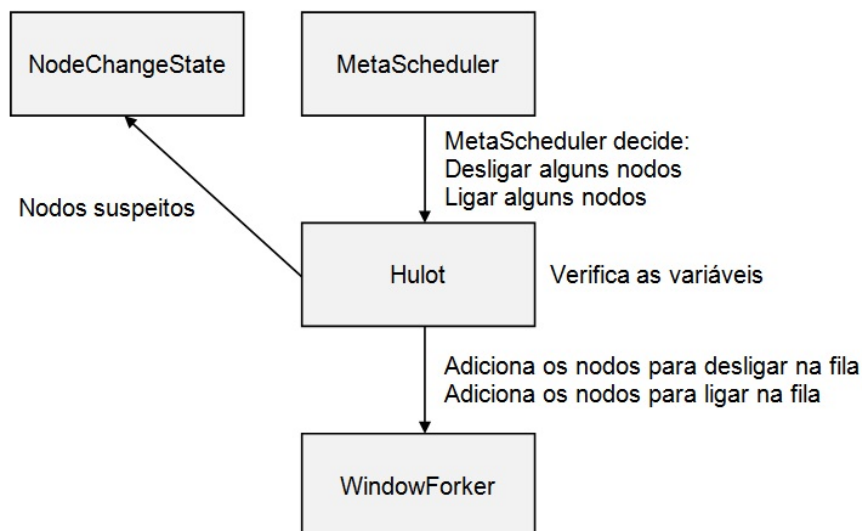 NodeChangeState
MetaScheduler
MetaScheduler decide:
Desligar alguns nodos
Ligar alguns nodos
Nodos suspeitos
Hulot
Verifica as variáveis
Adiciona os nodos para desligar na fila
Adiciona os nodos para ligar na fila
WindowForker